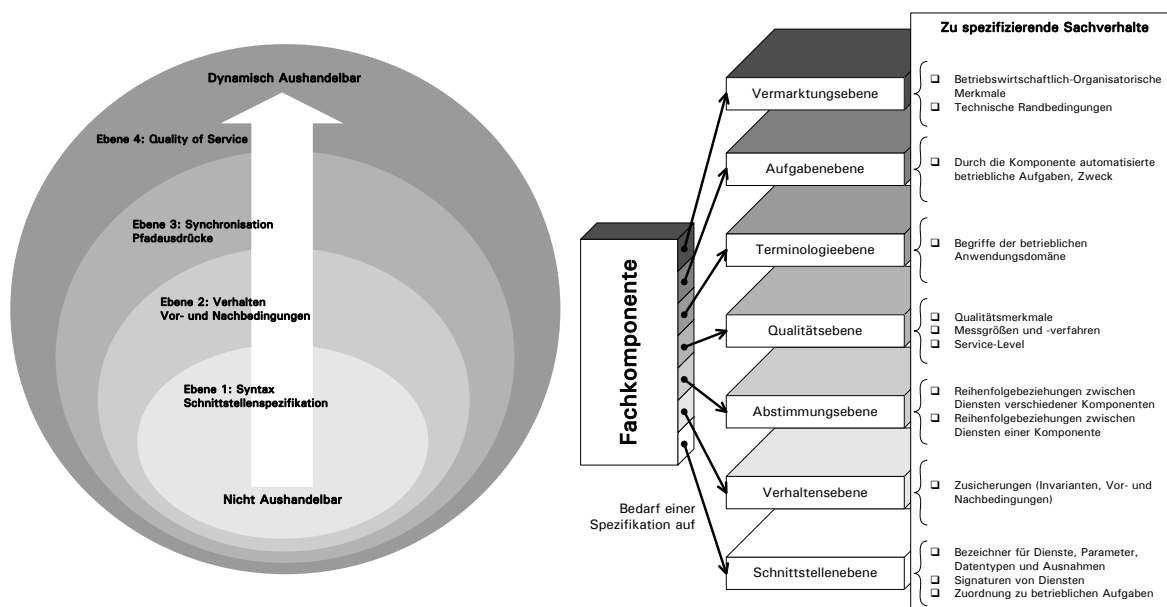 Dynamisch Aushandelbar
Ebene 4: Quality of Service
Ebene 3: Synchronisation
Pfadausdrücke
Ebene 2: Verhalten
Vor- und Nachbedingungen
Ebene 1: Syntax
Schnittstellenspezifikation
Nicht Aushandelbar
Fachkomponente
Bedarf einer
Spezifikation auf
Zu spezifizierende Sachverhalte
Vermarktungsebene
❑ Betriebswirtschaftlich-Organisatorische
Merkmale
❑ Technische Randbedingungen
Aufgabenebene
❑ Durch die Komponente automatisierte
betriebliche Aufgaben, Zweck
Terminologieebene
❑ Begriffe der betrieblichen
Anwendungsdomäne
Qualitätsebene
❑ Qualitätsmerkmale
❑ Messgrößen und -verfahren
❑ Service-Level
Abstimmungsebene
❑ Reihenfolgebeziehungen zwischen
Diensten verschiedener Komponenten
❑ Reihenfolgebeziehungen zwischen
Diensten einer Komponente
Verhaltensebene
❑ Zusicherungen (Invarianten, Vor- und
Nachbedingungen)
Schnittstellenebene
❑ Bezeichner für Dienste, Parameter,
Datentypen und Ausnahmen
❑ Signaturen von Diensten
❑ Zuordnung zu betrieblichen Aufgaben